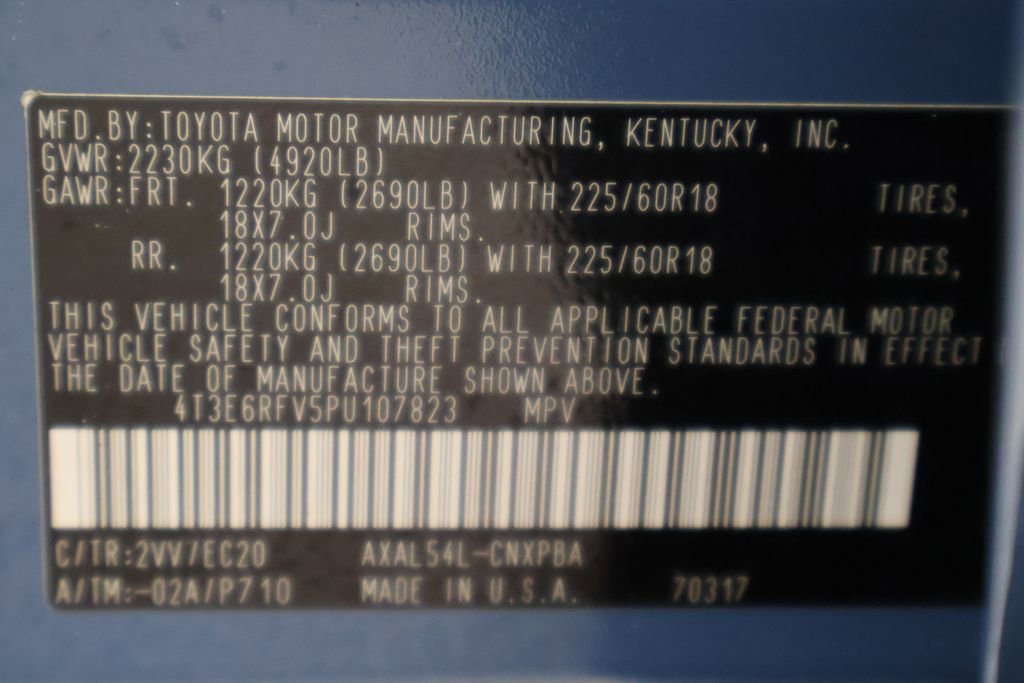 MFD.BY:TOYOTA MOTOR MANUFACTURING, KENTUCKY, INC.
GVWR:2230KG (4920LB)
GAWR:FRT. 1220KG (2690LB) WITH 225/60R18 TIRES,
18X7.0J RIMS.
RR. 1220KG (2690LB) WITH 225/60R18 TIRES,
18X7.0J RIMS.
THIS VEHICLE CONFORMS TO ALL APPLICABLE FEDERAL MOTOR
VEHICLE SAFETY AND THEFT PREVENTION STANDARDS IN EFFECT
THE DATE OF MANUFACTURE SHOWN ABOVE.
4T3E6RFV5PU107823 MPV
C/TR:2VV/EC20 AXAL54L-CNXPBA
A/TM:-02A/P710 MADE IN U.S.A. 70317